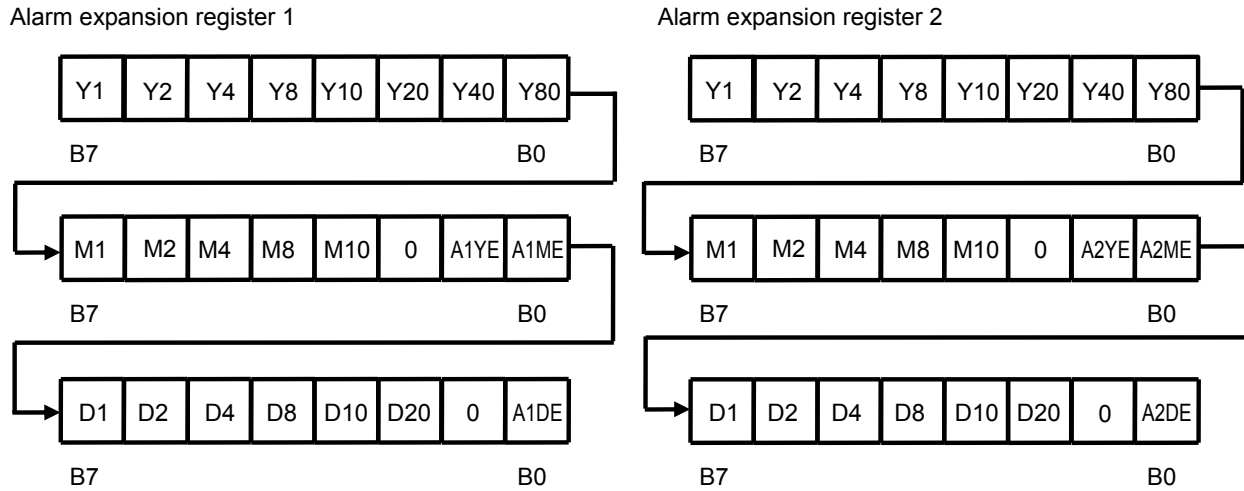 Alarm expansion register 1
Y1 Y2 Y4 Y8 Y10 Y20 Y40 Y80
B7 B0
M1 M2 M4 M8 M10 0 A1YE A1ME
B7 B0
D1 D2 D4 D8 D10 D20 0 A1DE
B7 B0
Alarm expansion register 2
Y1 Y2 Y4 Y8 Y10 Y20 Y40 Y80
B7 B0
M1 M2 M4 M8 M10 0 A2YE A2ME
B7 B0
D1 D2 D4 D8 D10 D20 0 A2DE
B7 B0